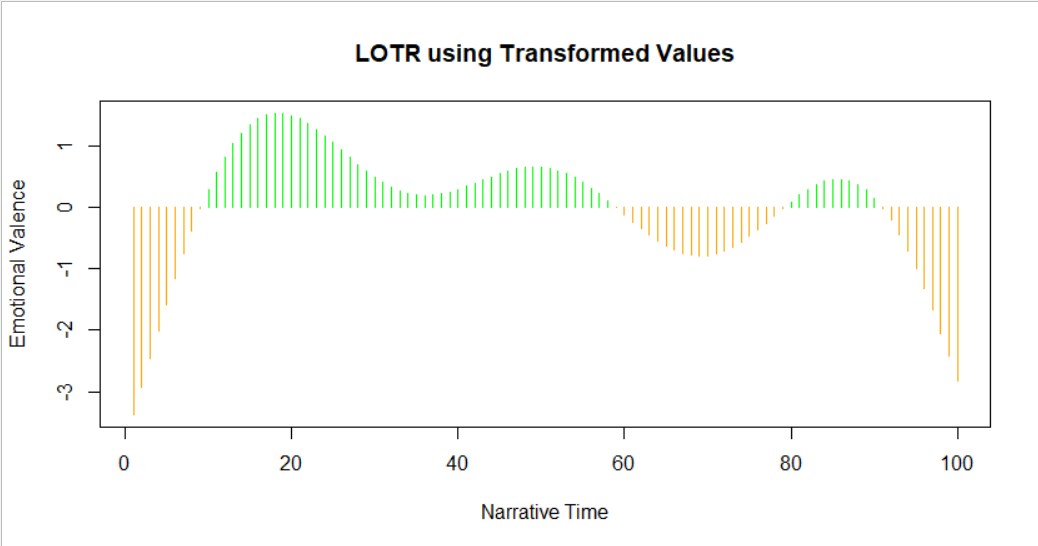 LOTR using Transformed Values
Emotional Valence
1
0
-1
-2
-3
0 20 40 60 80 100
Narrative Time